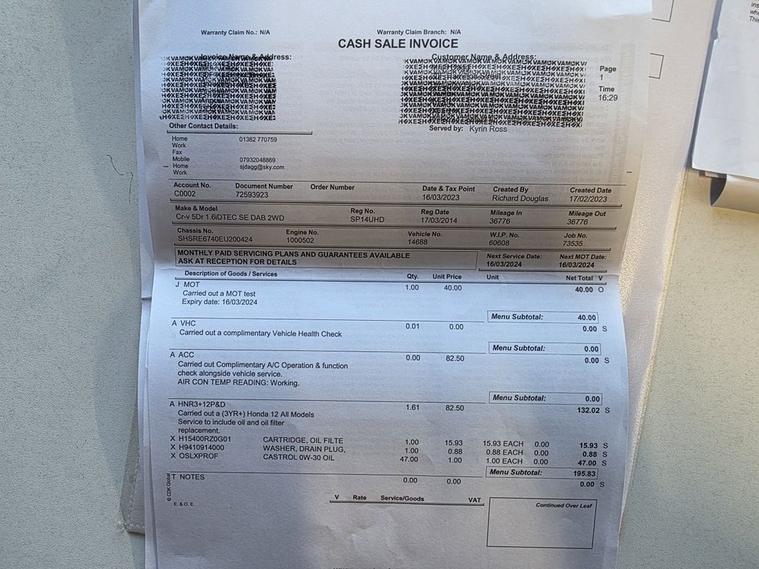 Warranty Claim No.: N/A Warranty Claim Branch: N/A
CASH SALE INVOICE
Invoice Name & Address: Customer Name & Address:
Page
1
Time
16:29
Other Contact Details: Served by: Kyrin Ross
Home 01382 770759
Work
Fax
Mobile 07932048869
Home sjdagg@sky.com
Work
Account No. Document Number Order Number Date & Tax Point Created By Created Date
C0002 72593923 16/03/2023 Richard Douglas 17/02/2023
Make & Model Reg No. Reg Date Mileage In Mileage Out
Cr-v 5Dr 1.6iDTEC SE DAB 2WD SP14UHD 17/03/2014 36776 36776
Chassis No. Engine No. Vehicle No. W.I.P. No. Job No.
SHSRE6740EU200424 1000502 14688 60608 73535
MONTHLY PAID SERVICING PLANS AND GUARANTEES AVAILABLE Next Service Date: Next MOT Date:
ASK AT RECEPTION FOR DETAILS 16/03/2024 16/03/2024
Description of Goods / Services Qty. Unit Price Unit Net Total V
J MOT 1.00 40.00 40.00 O
Carried out a MOT test
Expiry date: 16/03/2024
Menu Subtotal: 40.00
A VHC 0.01 0.00 0.00 S
Carried out a complimentary Vehicle Health Check
Menu Subtotal: 0.00
A ACC 0.00 82.50 0.00 S
Carried out Complimentary A/C Operation & function
check alongside vehicle service.
AIR CON TEMP READING: Working.
Menu Subtotal: 0.00
A HNR3+12P&D 1.61 82.50 132.02 S
Carried out a (3YR+) Honda 12 All Models
Service to include oil and oil filter
replacement.
X H15400RZ0G01 CARTRIDGE, OIL FILTE 1.00 15.93 15.93 EACH 0.00 15.93 S
X H9410914000 WASHER, DRAIN PLUG, 1.00 0.88 0.88 EACH 0.00 0.88 S
X OSLXPROF CASTROL 0W-30 OIL 47.00 1.00 1.00 EACH 0.00 47.00 S
Menu Subtotal: 195.83
T NOTES 0.00 0.00 0.00 S
© CDK Global
V Rate Service/Goods VAT Continued Over Leaf
E. & O. E.